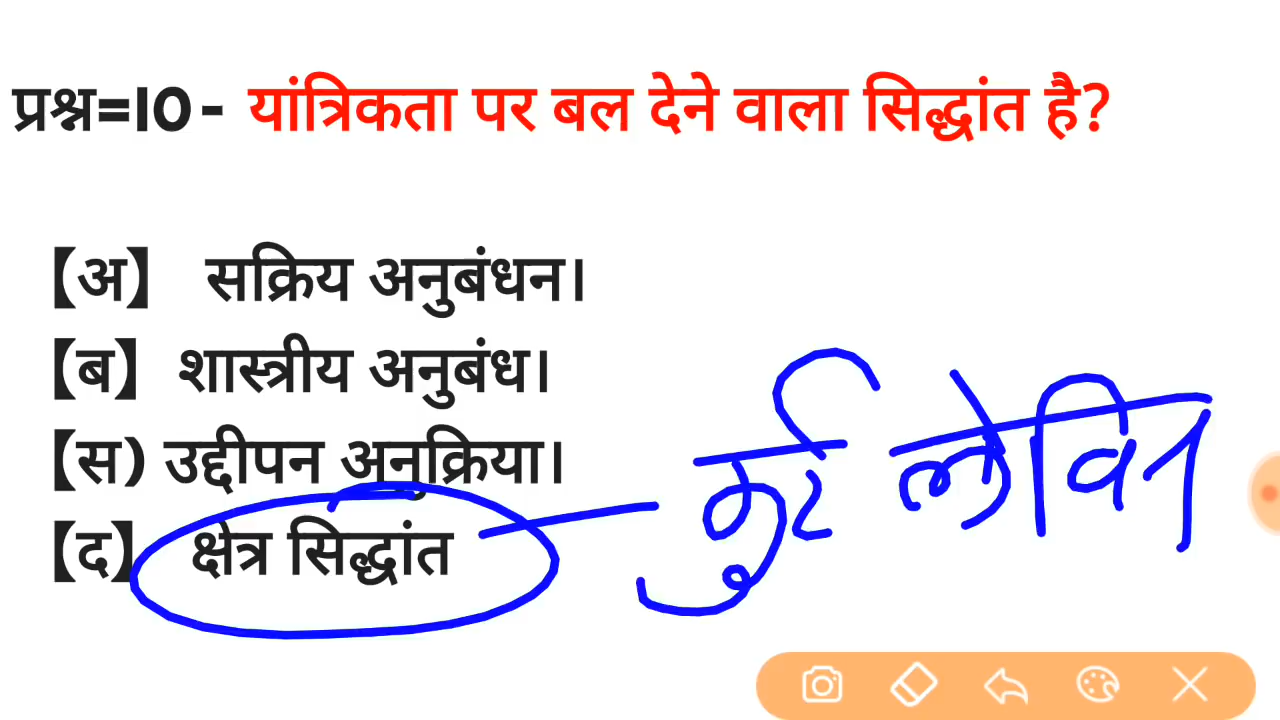 प्रश्न=10- यांत्रिकता पर बल देने वाला सिद्धांत है?
【अ】 सक्रिय अनुबंधन।
【ब】 शास्त्रीय अनुबंध।
【स) उद्दीपन अनुक्रिया।
【द】 क्षेत्र सिद्धांत
कुर्ट लेविन